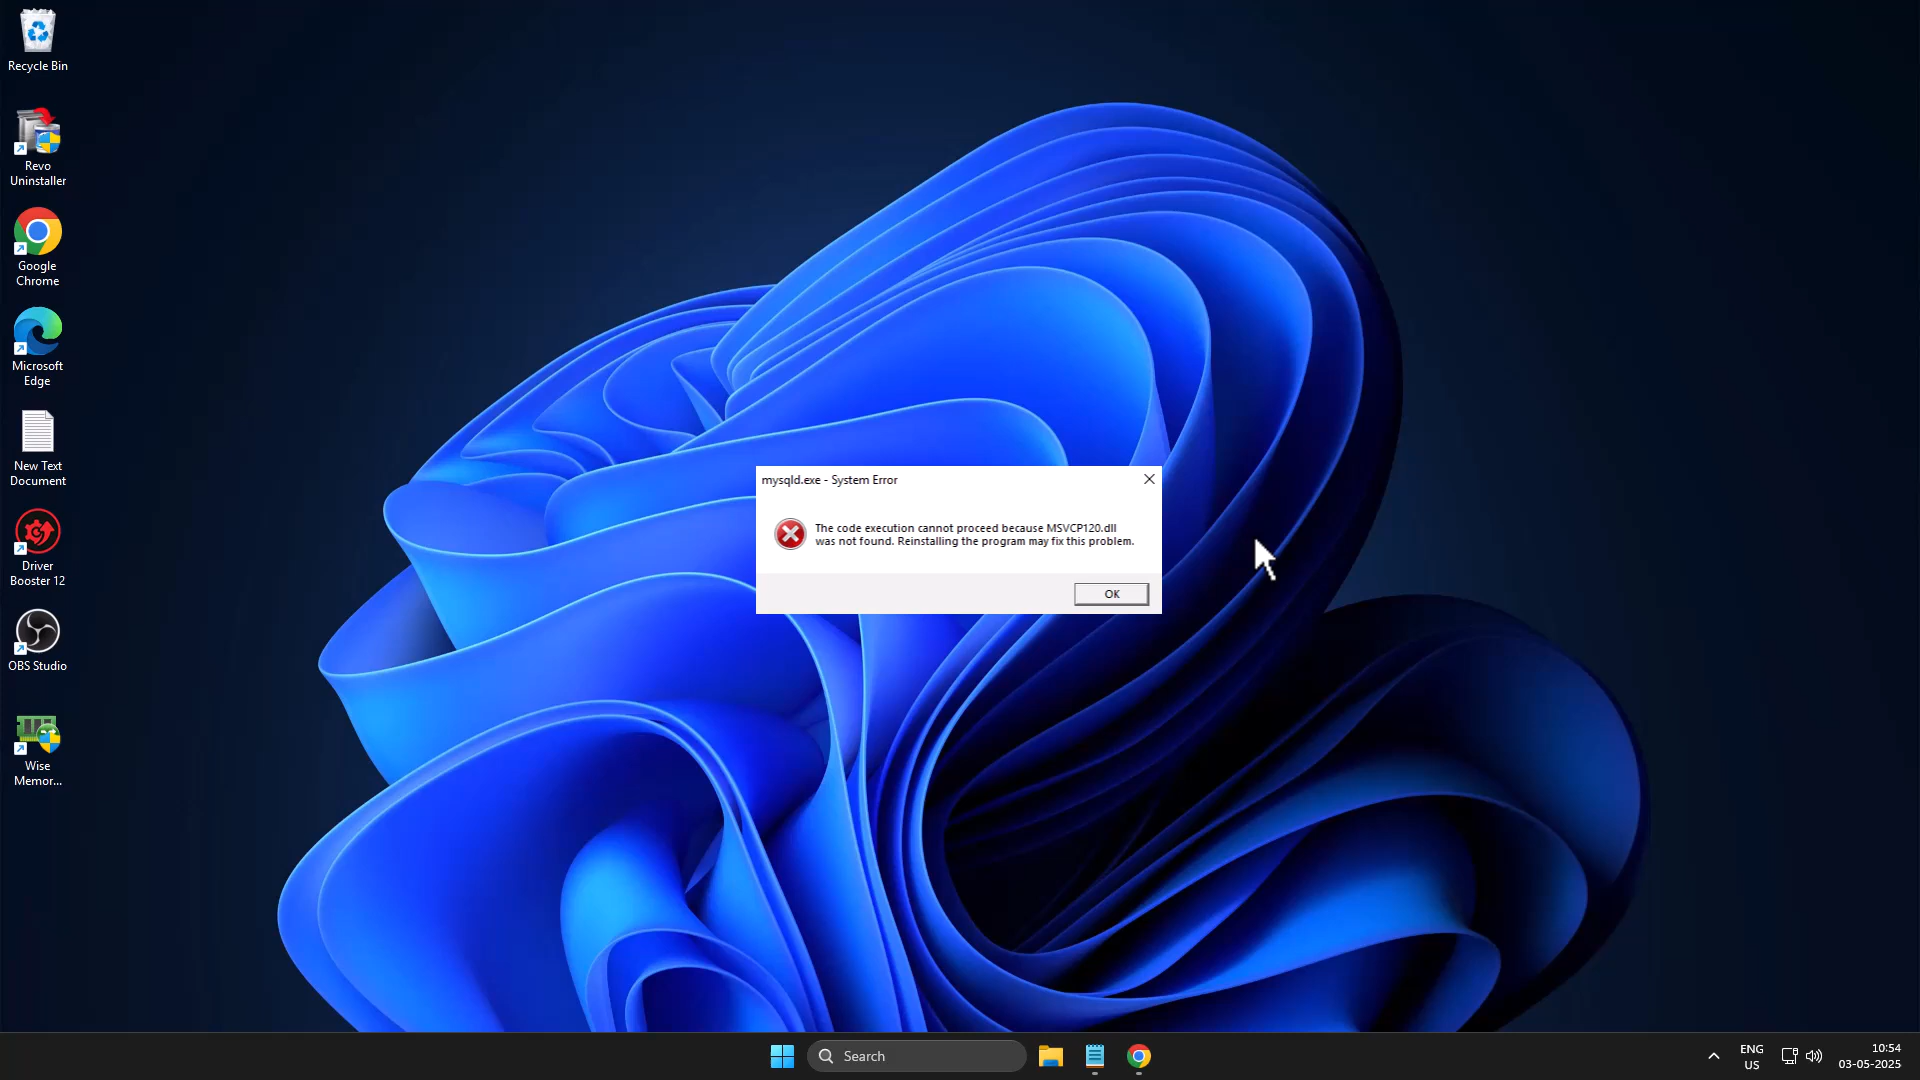 Recycle Bin
Revo
Uninstaller
Google
Chrome
Microsoft
Edge
New Text
Document
Driver
Booster 12
OBS Studio
Wise
Memor...
mysqld.exe - System Error
The code execution cannot proceed because MSVCP120.dll
was not found. Reinstalling the program may fix this problem.
OK
Search
ENG
US
10:54
03-05-2025